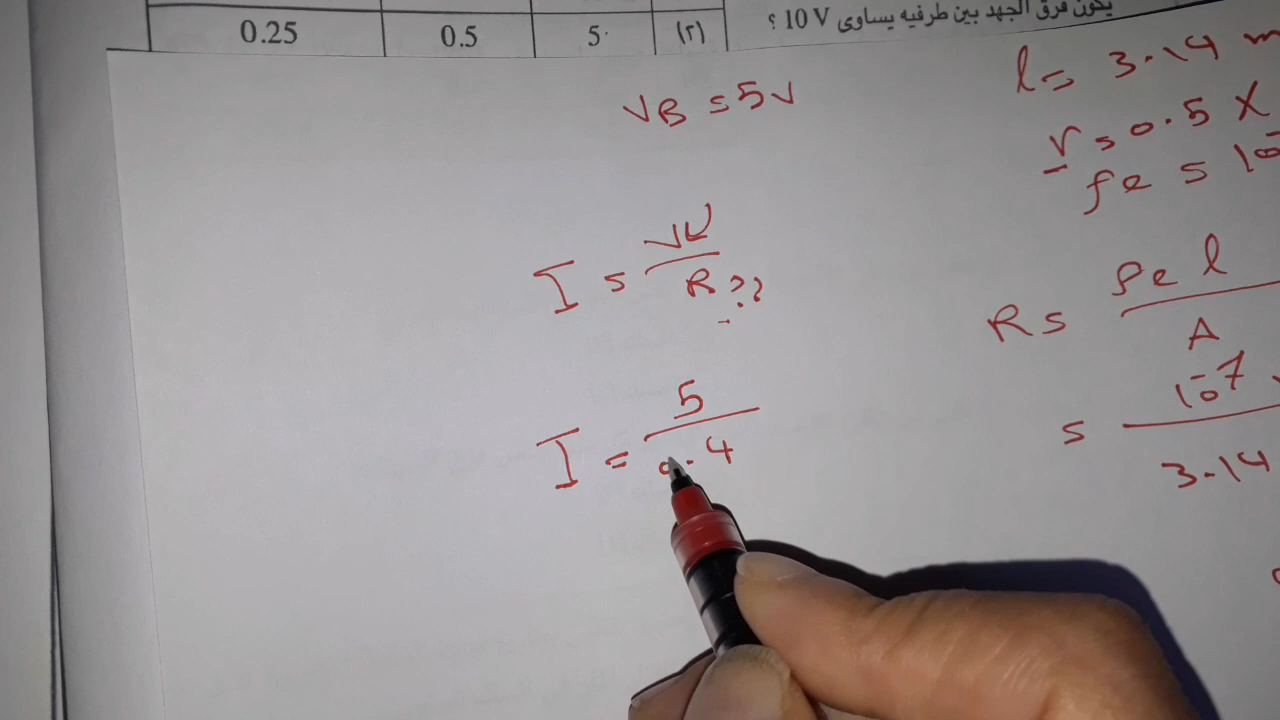 يكون فرق الجهد بين طرفيه يساوى 10 V ؟
(٢) 5 0.5 0.25
VB = 5V
l = 3.14 m
r = 0.5 X
ρe = 10-
I = V / R ??
R = ρe l / A
I = 5 / 0.4
= 10-7 / 3.14